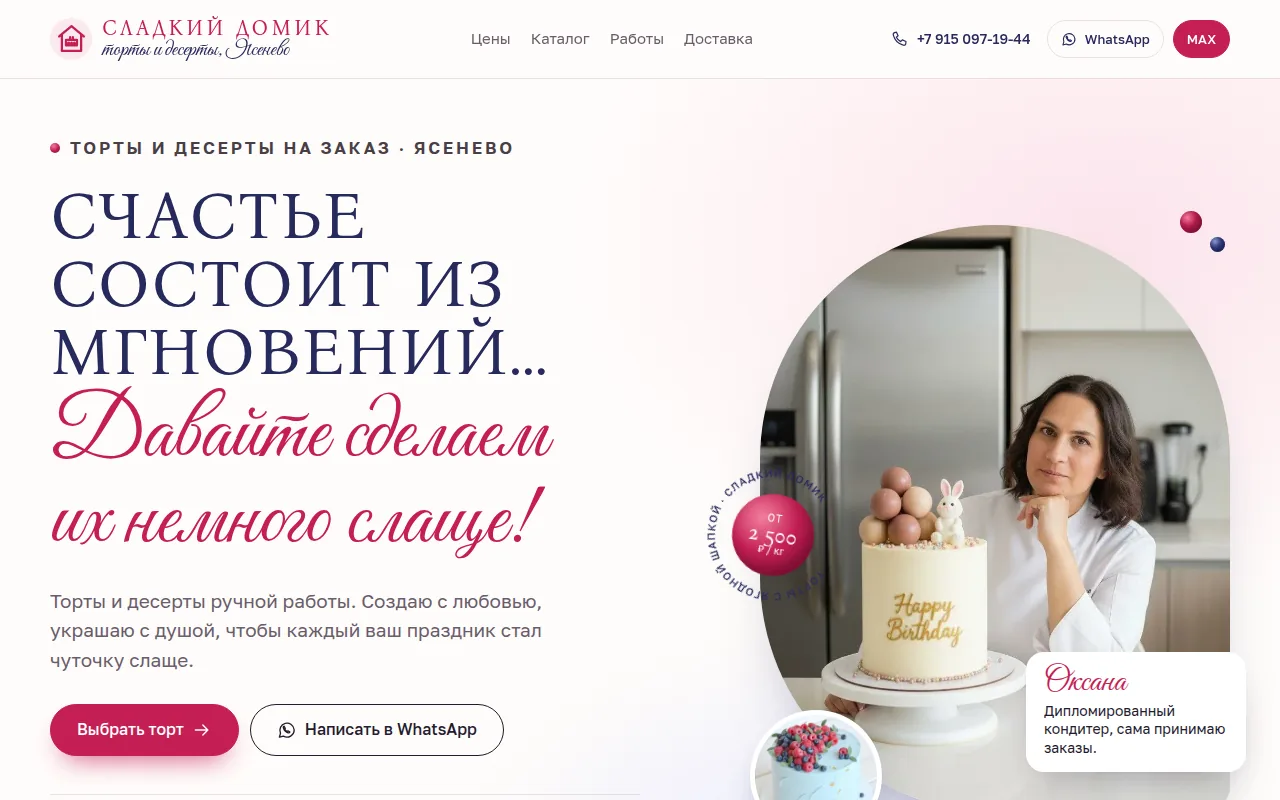 СЛАДКИЙ ДОМИК
торты и десерты, Ясенево
Цены Каталог Работы Доставка
+7 915 097-19-44
WhatsApp
MAX
ТОРТЫ И ДЕСЕРТЫ НА ЗАКАЗ · ЯСЕНЕВО
СЧАСТЬЕ
СОСТОИТ ИЗ
МГНОВЕНИЙ...
Давайте сделаем
их немного слаще!
Торты и десерты ручной работы. Создаю с любовью,
украшаю с душой, чтобы каждый ваш праздник стал
чуточку слаще.
Выбрать торт →
Написать в WhatsApp
СЛАДКИЙ ДОМИК · ТОРТЫ С ЯГОДНОЙ ШАПКОЙ ·
ОТ
2 500
₽/кг
Happy
Birthday
Оксана
Дипломированный
кондитер, сама принимаю
заказы.